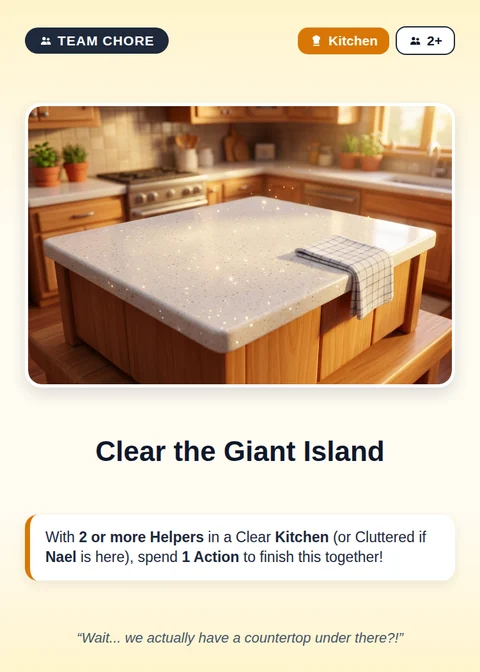 TEAM CHORE
Kitchen
2+
Clear the Giant Island
With 2 or more Helpers in a Clear Kitchen (or Cluttered if
Nael is here), spend 1 Action to finish this together!
“Wait... we actually have a countertop under there?!”